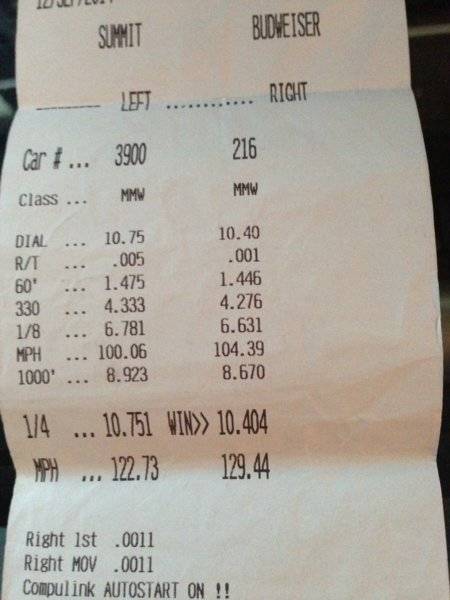 SUMMIT BUDWEISER
________ LEFT ............ RIGHT
Car # ... 3900 216
Class ... MMW MMW
DIAL ... 10.75 10.40
R/T ... .005 .001
60' ... 1.475 1.446
330 ... 4.333 4.276
1/8 ... 6.781 6.631
MPH ... 100.06 104.39
1000' ... 8.923 8.670
1/4 ... 10.751 WIN>> 10.404
MPH ... 122.73 129.44
Right 1st .0011
Right MOV .0011
Compulink AUTOSTART ON !!